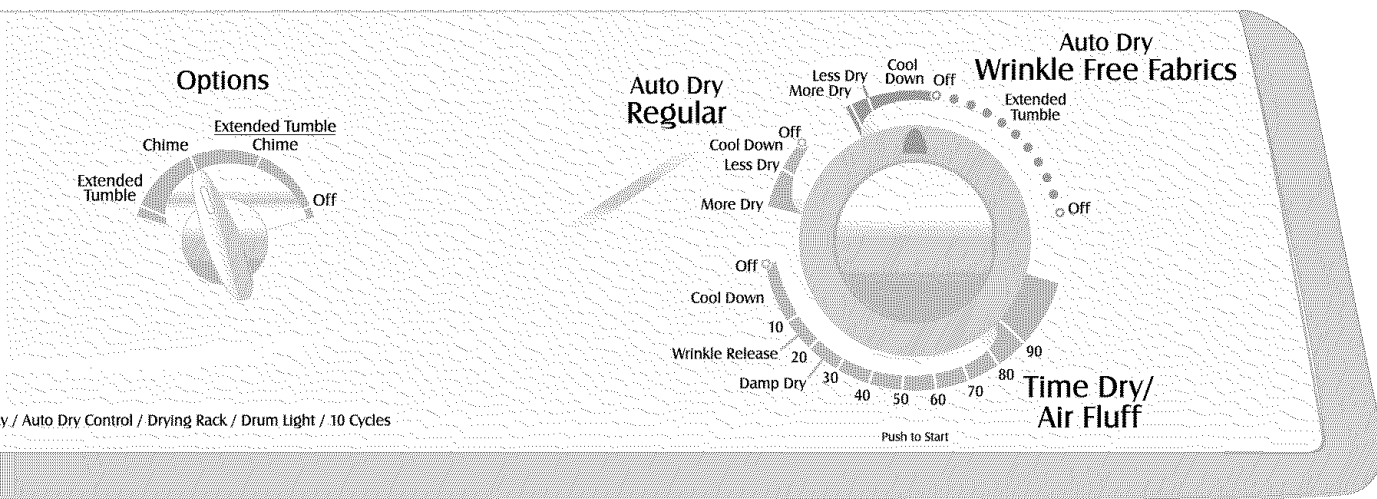 Options
Extended Tumble
Chime
Chime
Extended
Tumble
Off
Auto Dry
Regular
Off
Cool Down
Less Dry
More Dry
Less Dry
More Dry
Cool
Down
Off
Auto Dry
Wrinkle Free Fabrics
Extended
Tumble
Off
Off
Cool Down
10
Wrinkle Release
20
Damp Dry
30
40
50
60
70
80
90
Time Dry/
Air Fluff
Push to Start
/ Auto Dry Control / Drying Rack / Drum Light / 10 Cycles